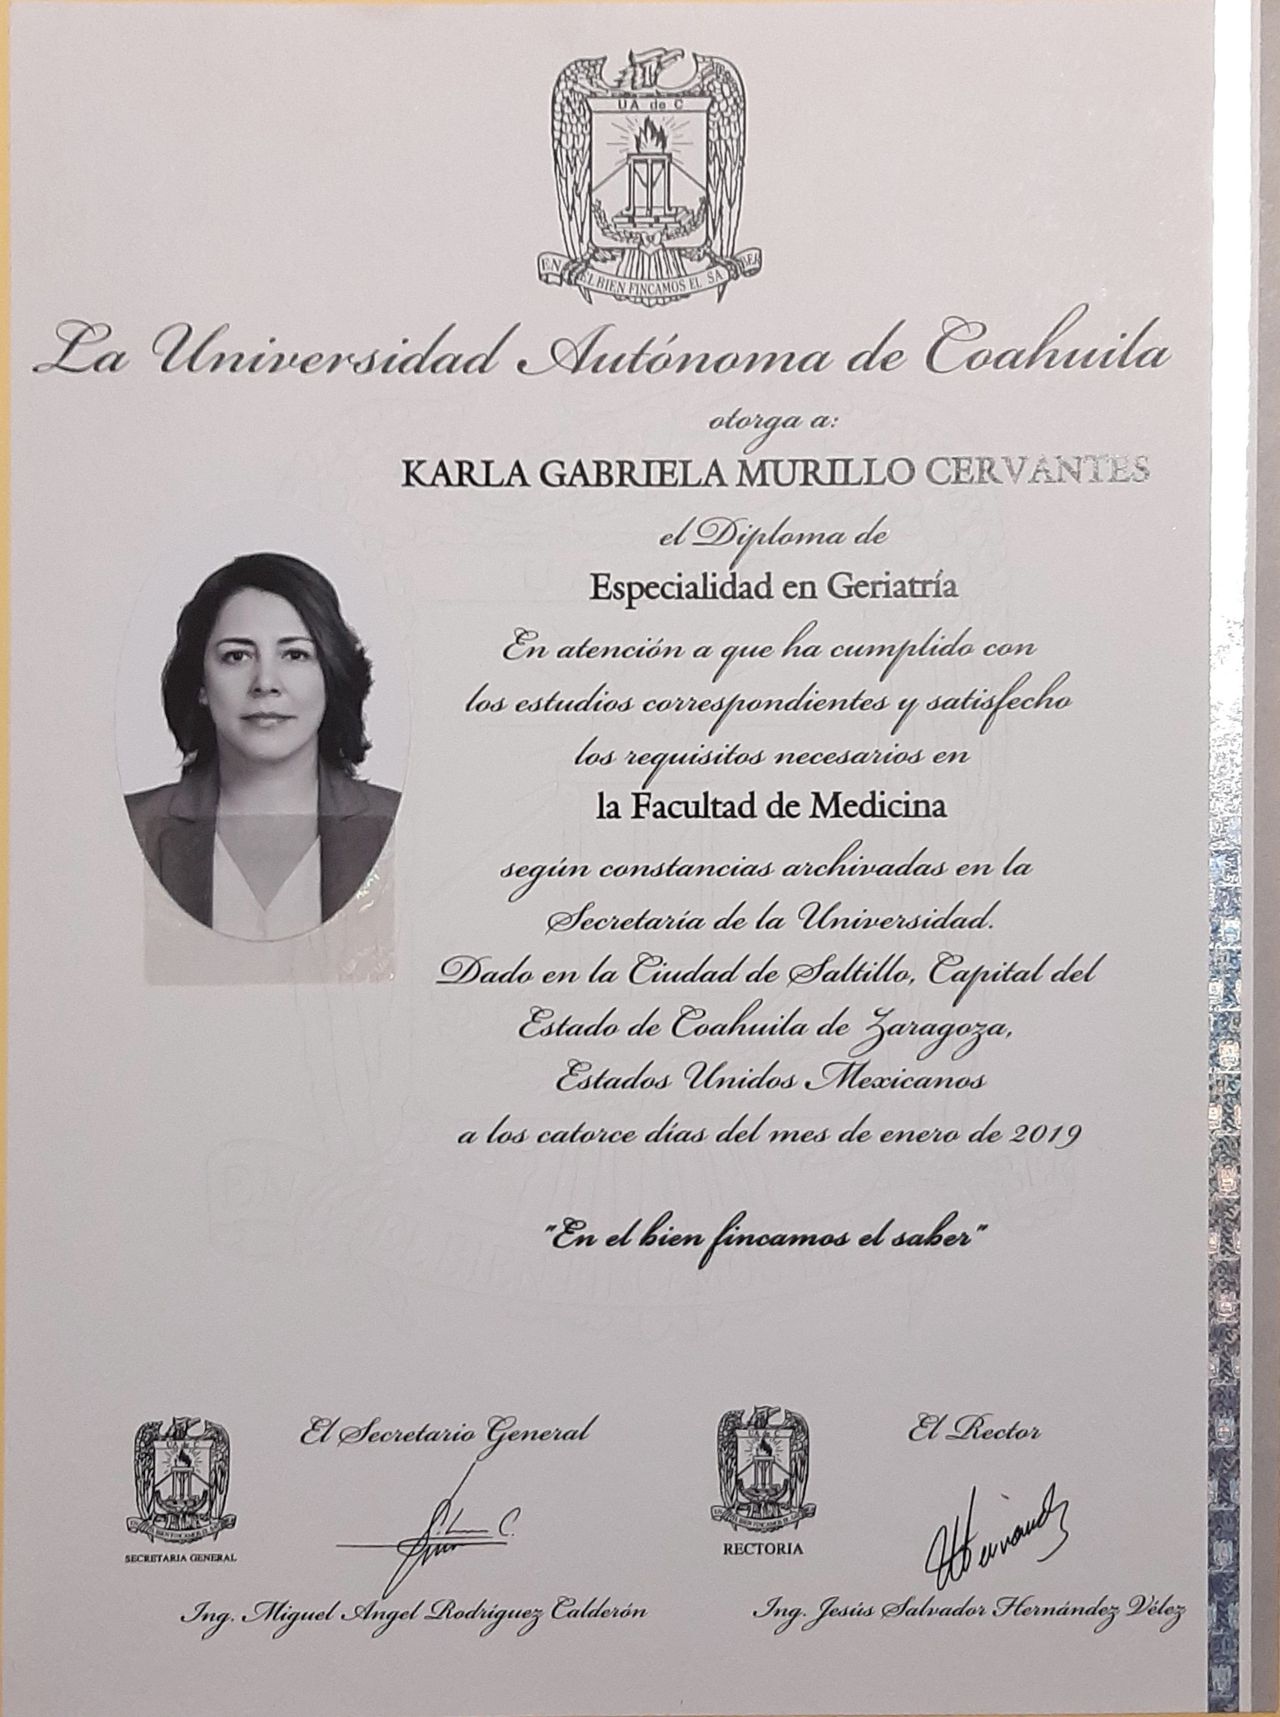 UA de C
EN EL BIEN FINCAMOS EL SABER
La Universidad Autónoma de Coahuila
otorga a:
KARLA GABRIELA MURILLO CERVANTES
el Diploma de
Especialidad en Geriatría
En atención a que ha cumplido con
los estudios correspondientes y satisfecho
los requisitos necesarios en
la Facultad de Medicina
según constancias archivadas en la
Secretaría de la Universidad.
Dado en la Ciudad de Saltillo, Capital del
Estado de Coahuila de Zaragoza,
Estados Unidos Mexicanos
a los catorce días del mes de enero de 2019
"En el bien fincamos el saber"
El Secretario General
El Rector
UA de C
UA de C
SECRETARIA GENERAL
RECTORIA
Hernández
Ing. Miguel Angel Rodríguez Calderón
Ing. Jesús Salvador Hernández Vélez